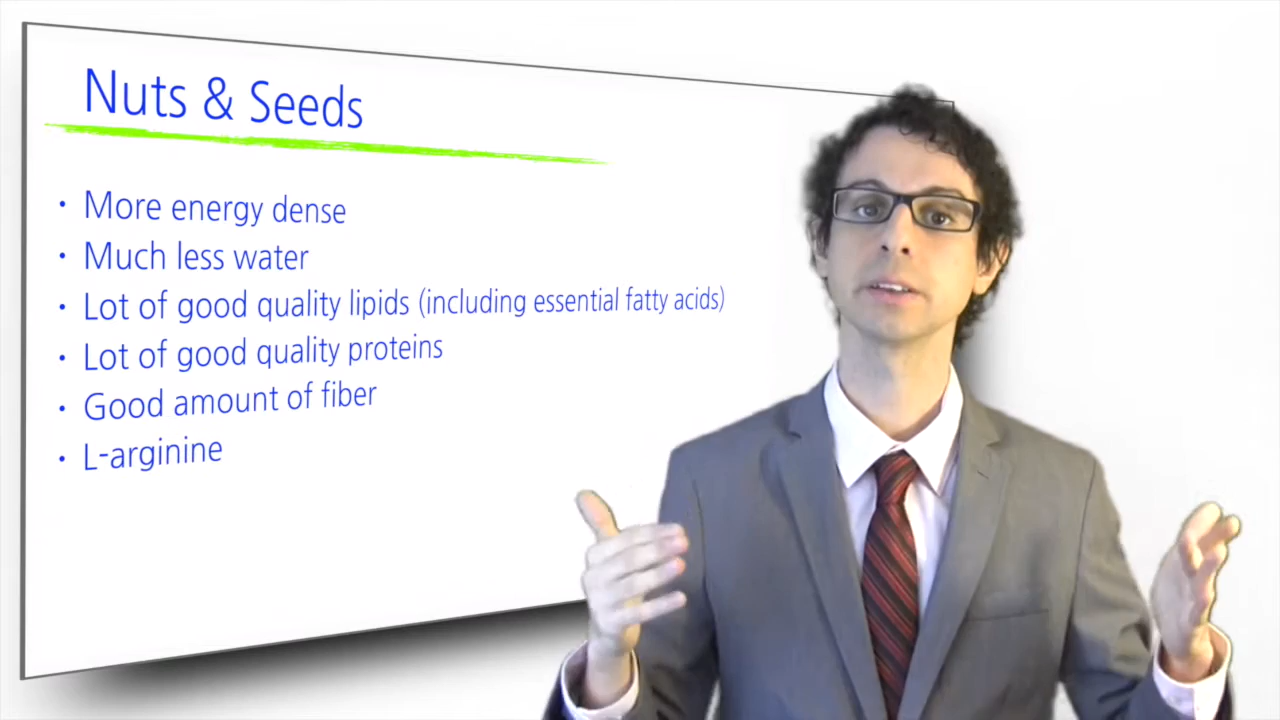 Nuts & Seeds
• More energy dense
• Much less water
• Lot of good quality lipids (including essential fatty acids)
• Lot of good quality proteins
• Good amount of fiber
• L-arginine